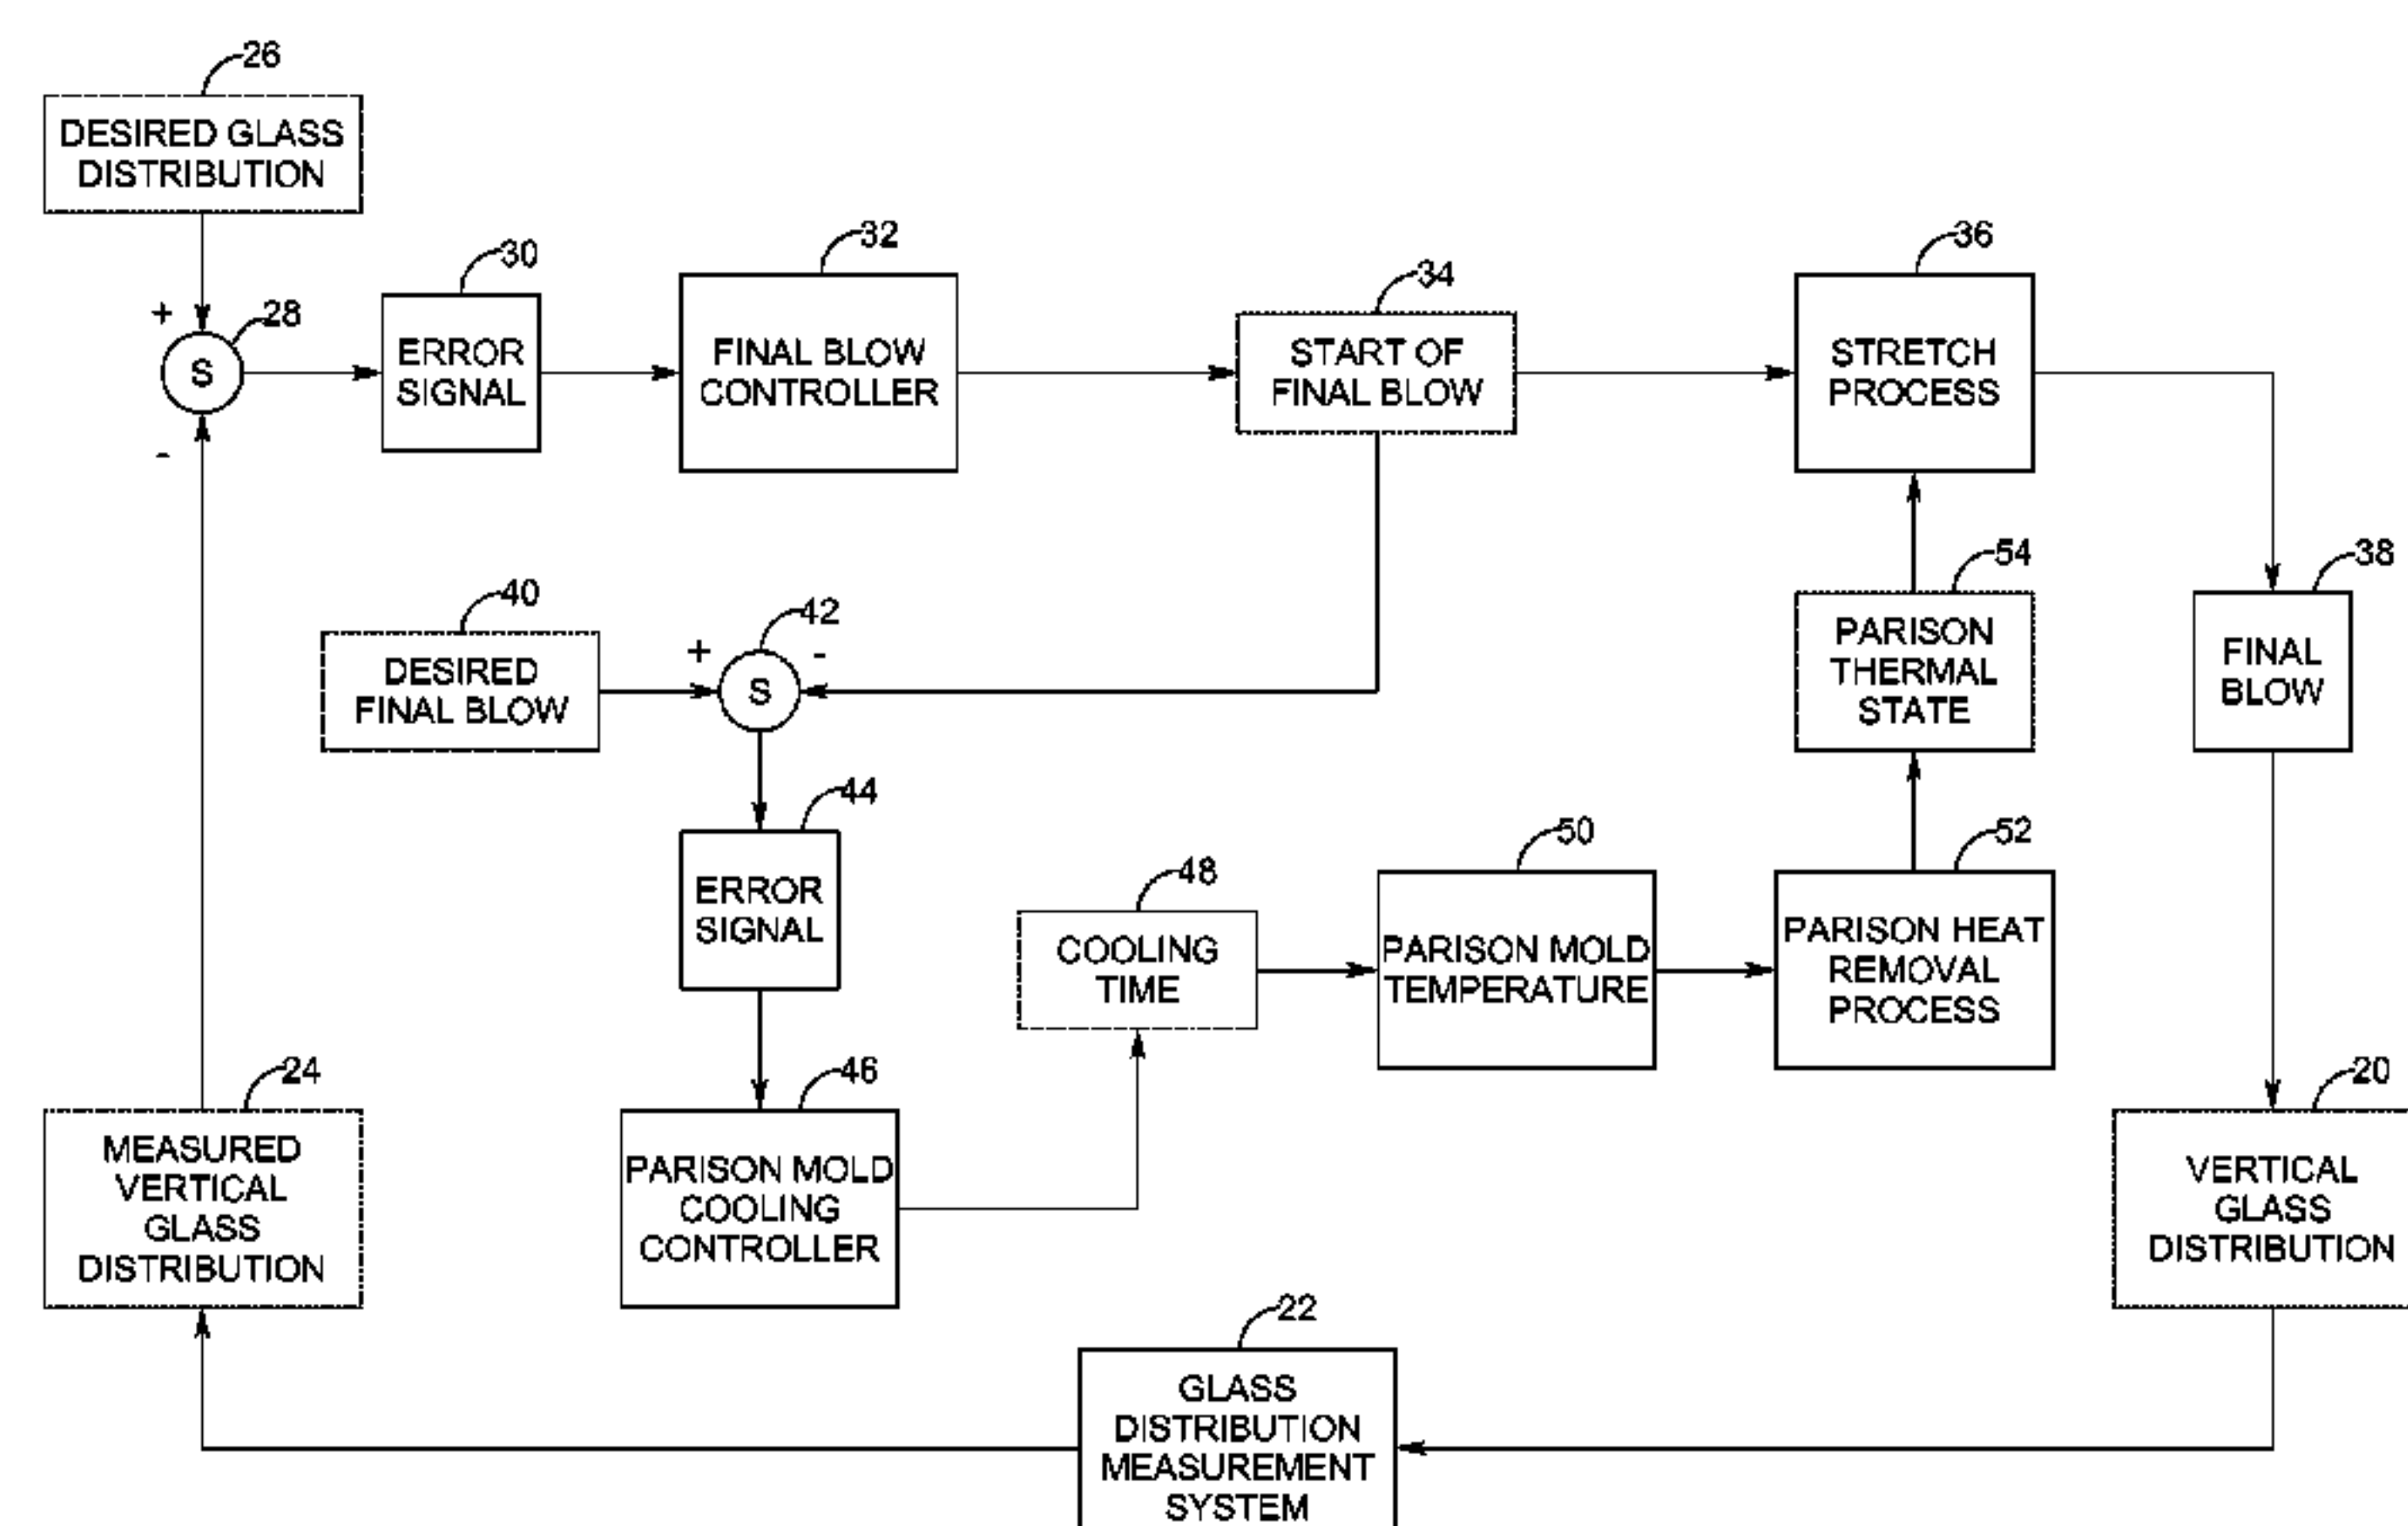 26
DESIRED GLASS
DISTRIBUTION
30
32
34
36
+
28
S
-
ERROR
SIGNAL
FINAL BLOW
CONTROLLER
START OF
FINAL BLOW
STRETCH
PROCESS
40
42
54
38
DESIRED
FINAL BLOW
+
-
S
PARISON
THERMAL
STATE
FINAL
BLOW
44
ERROR
SIGNAL
48
50
52
COOLING
TIME
PARISON MOLD
TEMPERATURE
PARISON HEAT
REMOVAL
PROCESS
24
46
20
MEASURED
VERTICAL
GLASS
DISTRIBUTION
PARISON MOLD
COOLING
CONTROLLER
VERTICAL
GLASS
DISTRIBUTION
22
GLASS
DISTRIBUTION
MEASUREMENT
SYSTEM